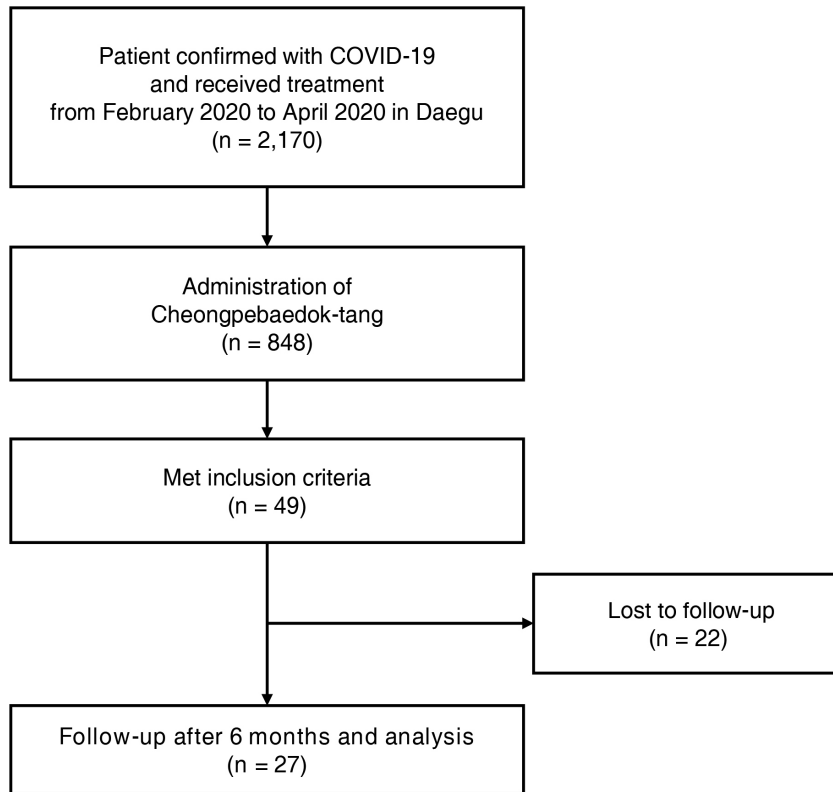 Patient confirmed with COVID-19
and received treatment
from February 2020 to April 2020 in Daegu
(n = 2,170)
Administration of
Cheongpebaedok-tang
(n = 848)
Met inclusion criteria
(n = 49)
Lost to follow-up
(n = 22)
Follow-up after 6 months and analysis
(n = 27)